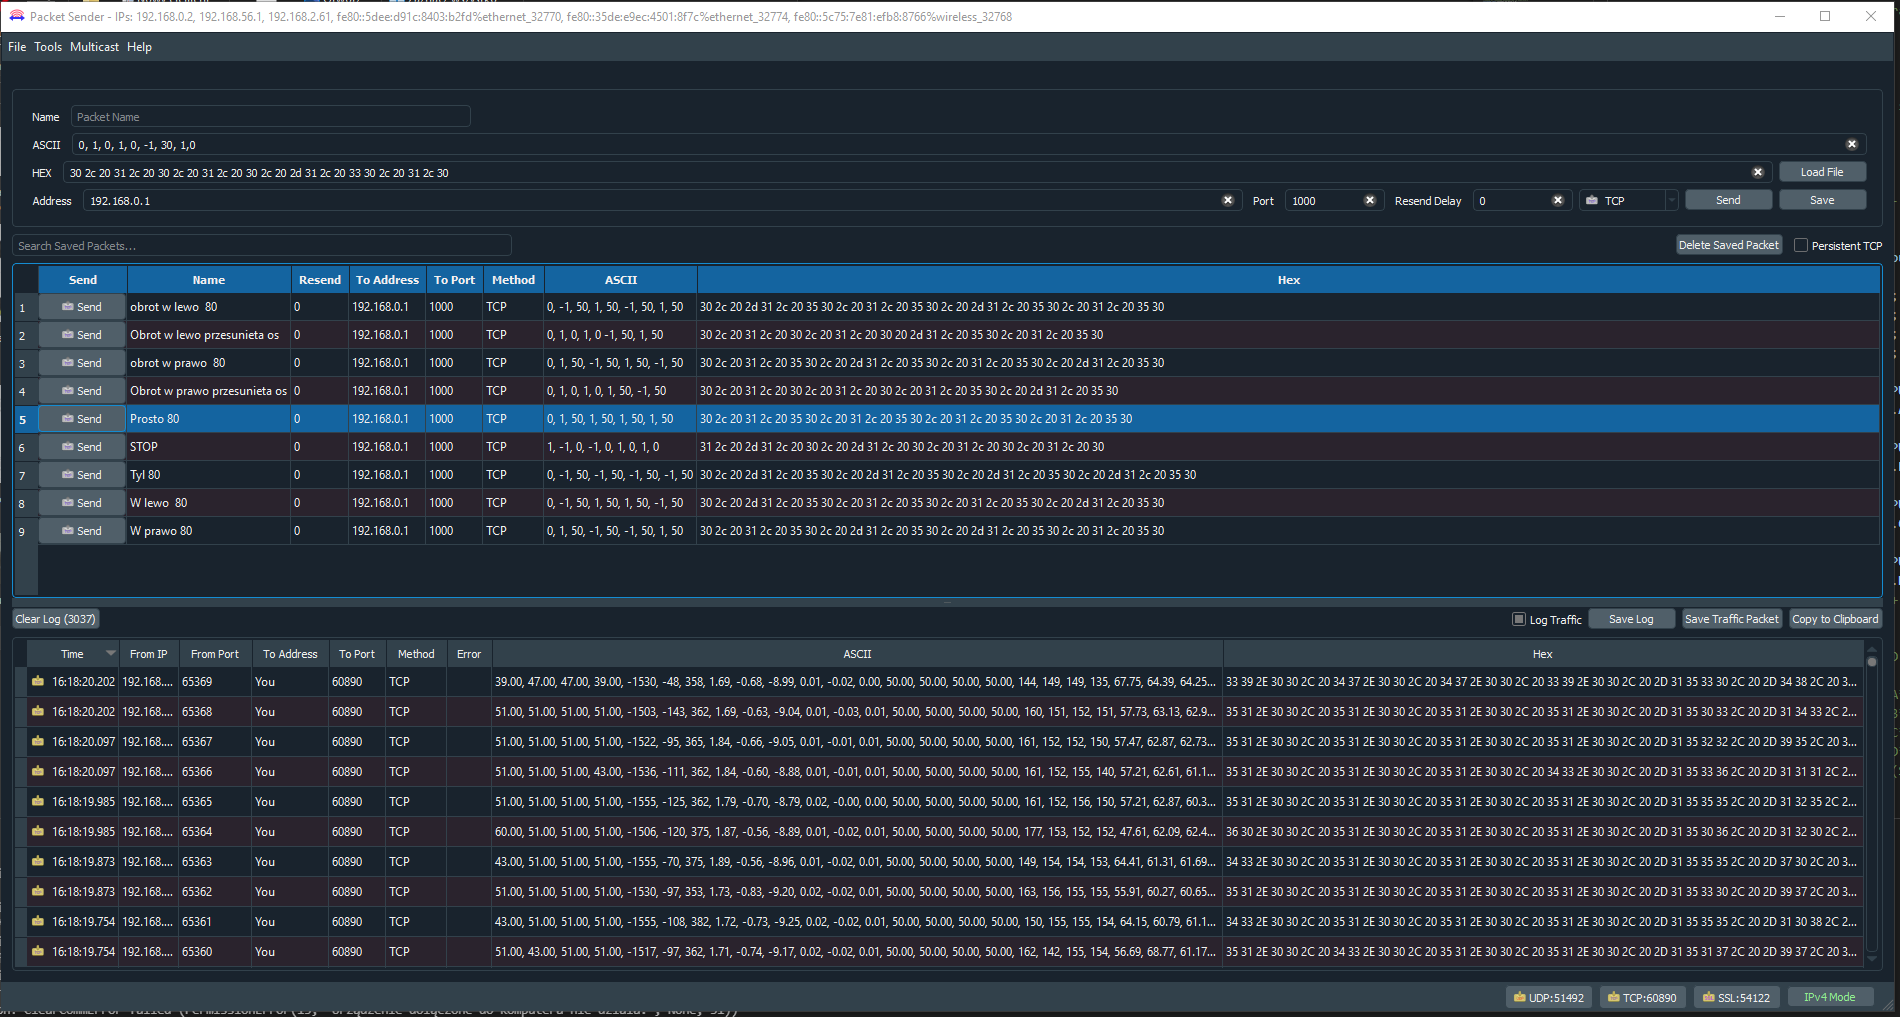 Packet Sender - IPs: 192.168.0.2, 192.168.56.1, 192.168.2.61, fe80::5dee:d91c:8403:b2fd%ethernet_32770, fe80::35de:e9ec:4501:8f7c%ethernet_32774, fe80::5c75:7e81:efb8:8766%wireless_32768
File Tools Multicast Help
Name Packet Name
ASCII 0, 1, 0, 1, 0, -1, 30, 1,0
HEX 30 2c 20 31 2c 20 30 2c 20 31 2c 20 30 2c 20 2d 31 2c 20 33 30 2c 20 31 2c 30 Load File
Address 192.168.0.1 Port 1000 Resend Delay 0 TCP Send Save
Search Saved Packets... Delete Saved Packet Persistent TCP
Send Name Resend To Address To Port Method ASCII Hex
1 Send obrot w lewo 80 0 192.168.0.1 1000 TCP 0, -1, 50, 1, 50, -1, 50, 1, 50 30 2c 20 2d 31 2c 20 35 30 2c 20 31 2c 20 35 30 2c 20 2d 31 2c 20 35 30 2c 20 31 2c 20 35 30
2 Send Obrot w lewo przesunieta os 0 192.168.0.1 1000 TCP 0, 1, 0, 1, 0 -1, 50, 1, 50 30 2c 20 31 2c 20 30 2c 20 31 2c 20 30 20 2d 31 2c 20 35 30 2c 20 31 2c 20 35 30
3 Send obrot w prawo 80 0 192.168.0.1 1000 TCP 0, 1, 50, -1, 50, 1, 50, -1, 50 30 2c 20 31 2c 20 35 30 2c 20 2d 31 2c 20 35 30 2c 20 31 2c 20 35 30 2c 20 2d 31 2c 20 35 30
4 Send Obrot w prawo przesunieta os 0 192.168.0.1 1000 TCP 0, 1, 0, 1, 0, 1, 50, -1, 50 30 2c 20 31 2c 20 30 2c 20 31 2c 20 30 2c 20 31 2c 20 35 30 2c 20 2d 31 2c 20 35 30
5 Send Prosto 80 0 192.168.0.1 1000 TCP 0, 1, 50, 1, 50, 1, 50, 1, 50 30 2c 20 31 2c 20 35 30 2c 20 31 2c 20 35 30 2c 20 31 2c 20 35 30 2c 20 31 2c 20 35 30
6 Send STOP 0 192.168.0.1 1000 TCP 1, -1, 0, -1, 0, 1, 0, 1, 0 31 2c 20 2d 31 2c 20 30 2c 20 2d 31 2c 20 30 2c 20 31 2c 20 30 2c 20 31 2c 20 30
7 Send Tyl 80 0 192.168.0.1 1000 TCP 0, -1, 50, -1, 50, -1, 50, -1, 50 30 2c 20 2d 31 2c 20 35 30 2c 20 2d 31 2c 20 35 30 2c 20 2d 31 2c 20 35 30 2c 20 2d 31 2c 20 35 30
8 Send W lewo 80 0 192.168.0.1 1000 TCP 0, -1, 50, 1, 50, 1, 50, -1, 50 30 2c 20 2d 31 2c 20 35 30 2c 20 31 2c 20 35 30 2c 20 31 2c 20 35 30 2c 20 2d 31 2c 20 35 30
9 Send W prawo 80 0 192.168.0.1 1000 TCP 0, 1, 50, -1, 50, -1, 50, 1, 50 30 2c 20 31 2c 20 35 30 2c 20 2d 31 2c 20 35 30 2c 20 2d 31 2c 20 35 30 2c 20 31 2c 20 35 30
Clear Log (3037) Log Traffic Save Log Save Traffic Packet Copy to Clipboard
Time From IP From Port To Address To Port Method Error ASCII Hex
16:18:20.202 192.168.... 65369 You 60890 TCP 39.00, 47.00, 47.00, 39.00, -1530, -48, 358, 1.69, -0.68, -8.99, 0.01, -0.02, 0.00, 50.00, 50.00, 50.00, 50.00, 144, 149, 149, 135, 67.75, 64.39, 64.25... 33 39 2E 30 30 2C 20 34 37 2E 30 30 2C 20 34 37 2E 30 30 2C 20 33 39 2E 30 30 2C 20 2D 31 35 33 30 2C 20 2D 34 38 2C 20 3...
16:18:20.202 192.168.... 65368 You 60890 TCP 51.00, 51.00, 51.00, 51.00, -1503, -143, 362, 1.69, -0.63, -9.04, 0.01, -0.03, 0.01, 50.00, 50.00, 50.00, 50.00, 160, 151, 152, 151, 57.73, 63.13, 62.9... 35 31 2E 30 30 2C 20 35 31 2E 30 30 2C 20 35 31 2E 30 30 2C 20 35 31 2E 30 30 2C 20 2D 31 35 30 33 2C 20 2D 31 34 33 2C 2...
16:18:20.097 192.168.... 65367 You 60890 TCP 51.00, 51.00, 51.00, 51.00, -1522, -95, 365, 1.84, -0.66, -9.05, 0.01, -0.01, 0.01, 50.00, 50.00, 50.00, 50.00, 161, 152, 152, 150, 57.47, 62.87, 62.73... 35 31 2E 30 30 2C 20 35 31 2E 30 30 2C 20 35 31 2E 30 30 2C 20 35 31 2E 30 30 2C 20 2D 31 35 32 32 2C 20 2D 39 35 2C 20 3...
16:18:20.097 192.168.... 65366 You 60890 TCP 51.00, 51.00, 51.00, 43.00, -1536, -111, 362, 1.84, -0.60, -8.88, 0.01, -0.01, 0.01, 50.00, 50.00, 50.00, 50.00, 161, 152, 155, 140, 57.21, 62.61, 61.1... 35 31 2E 30 30 2C 20 35 31 2E 30 30 2C 20 35 31 2E 30 30 2C 20 34 33 2E 30 30 2C 20 2D 31 35 33 36 2C 20 2D 31 31 31 2C 2...
16:18:19.985 192.168.... 65365 You 60890 TCP 51.00, 51.00, 51.00, 51.00, -1555, -125, 362, 1.79, -0.70, -8.79, 0.02, -0.00, 0.00, 50.00, 50.00, 50.00, 50.00, 161, 152, 156, 150, 57.21, 62.87, 60.3... 35 31 2E 30 30 2C 20 35 31 2E 30 30 2C 20 35 31 2E 30 30 2C 20 35 31 2E 30 30 2C 20 2D 31 35 35 35 2C 20 2D 31 32 35 2C 2...
16:18:19.985 192.168.... 65364 You 60890 TCP 60.00, 51.00, 51.00, 51.00, -1506, -120, 375, 1.87, -0.56, -8.89, 0.01, -0.02, 0.01, 50.00, 50.00, 50.00, 50.00, 177, 153, 152, 152, 47.61, 62.09, 62.4... 36 30 2E 30 30 2C 20 35 31 2E 30 30 2C 20 35 31 2E 30 30 2C 20 35 31 2E 30 30 2C 20 2D 31 35 30 36 2C 20 2D 31 32 30 2C 2...
16:18:19.873 192.168.... 65363 You 60890 TCP 43.00, 51.00, 51.00, 51.00, -1555, -70, 375, 1.89, -0.56, -8.96, 0.01, -0.02, 0.01, 50.00, 50.00, 50.00, 50.00, 149, 154, 154, 153, 64.41, 61.31, 61.69... 34 33 2E 30 30 2C 20 35 31 2E 30 30 2C 20 35 31 2E 30 30 2C 20 35 31 2E 30 30 2C 20 2D 31 35 35 35 2C 20 2D 37 30 2C 20 3...
16:18:19.873 192.168.... 65362 You 60890 TCP 51.00, 51.00, 51.00, 51.00, -1530, -97, 353, 1.73, -0.83, -9.20, 0.02, -0.02, 0.01, 50.00, 50.00, 50.00, 50.00, 163, 156, 155, 155, 55.91, 60.27, 60.65... 35 31 2E 30 30 2C 20 35 31 2E 30 30 2C 20 35 31 2E 30 30 2C 20 35 31 2E 30 30 2C 20 2D 31 35 33 30 2C 20 2D 39 37 2C 20 3...
16:18:19.754 192.168.... 65361 You 60890 TCP 43.00, 51.00, 51.00, 51.00, -1555, -108, 382, 1.72, -0.73, -9.25, 0.02, -0.02, 0.01, 50.00, 50.00, 50.00, 50.00, 150, 155, 155, 154, 64.15, 60.79, 61.1... 34 33 2E 30 30 2C 20 35 31 2E 30 30 2C 20 35 31 2E 30 30 2C 20 35 31 2E 30 30 2C 20 2D 31 35 35 35 2C 20 2D 31 30 38 2C 2...
16:18:19.754 192.168.... 65360 You 60890 TCP 51.00, 43.00, 51.00, 51.00, -1517, -97, 362, 1.71, -0.74, -9.17, 0.02, -0.02, 0.01, 50.00, 50.00, 50.00, 50.00, 162, 142, 155, 154, 56.69, 68.77, 61.17... 35 31 2E 30 30 2C 20 34 33 2E 30 30 2C 20 35 31 2E 30 30 2C 20 35 31 2E 30 30 2C 20 2D 31 35 31 37 2C 20 2D 39 37 2C 20 3...
UDP:51492 TCP:60890 SSL:54122 IPv4 Mode